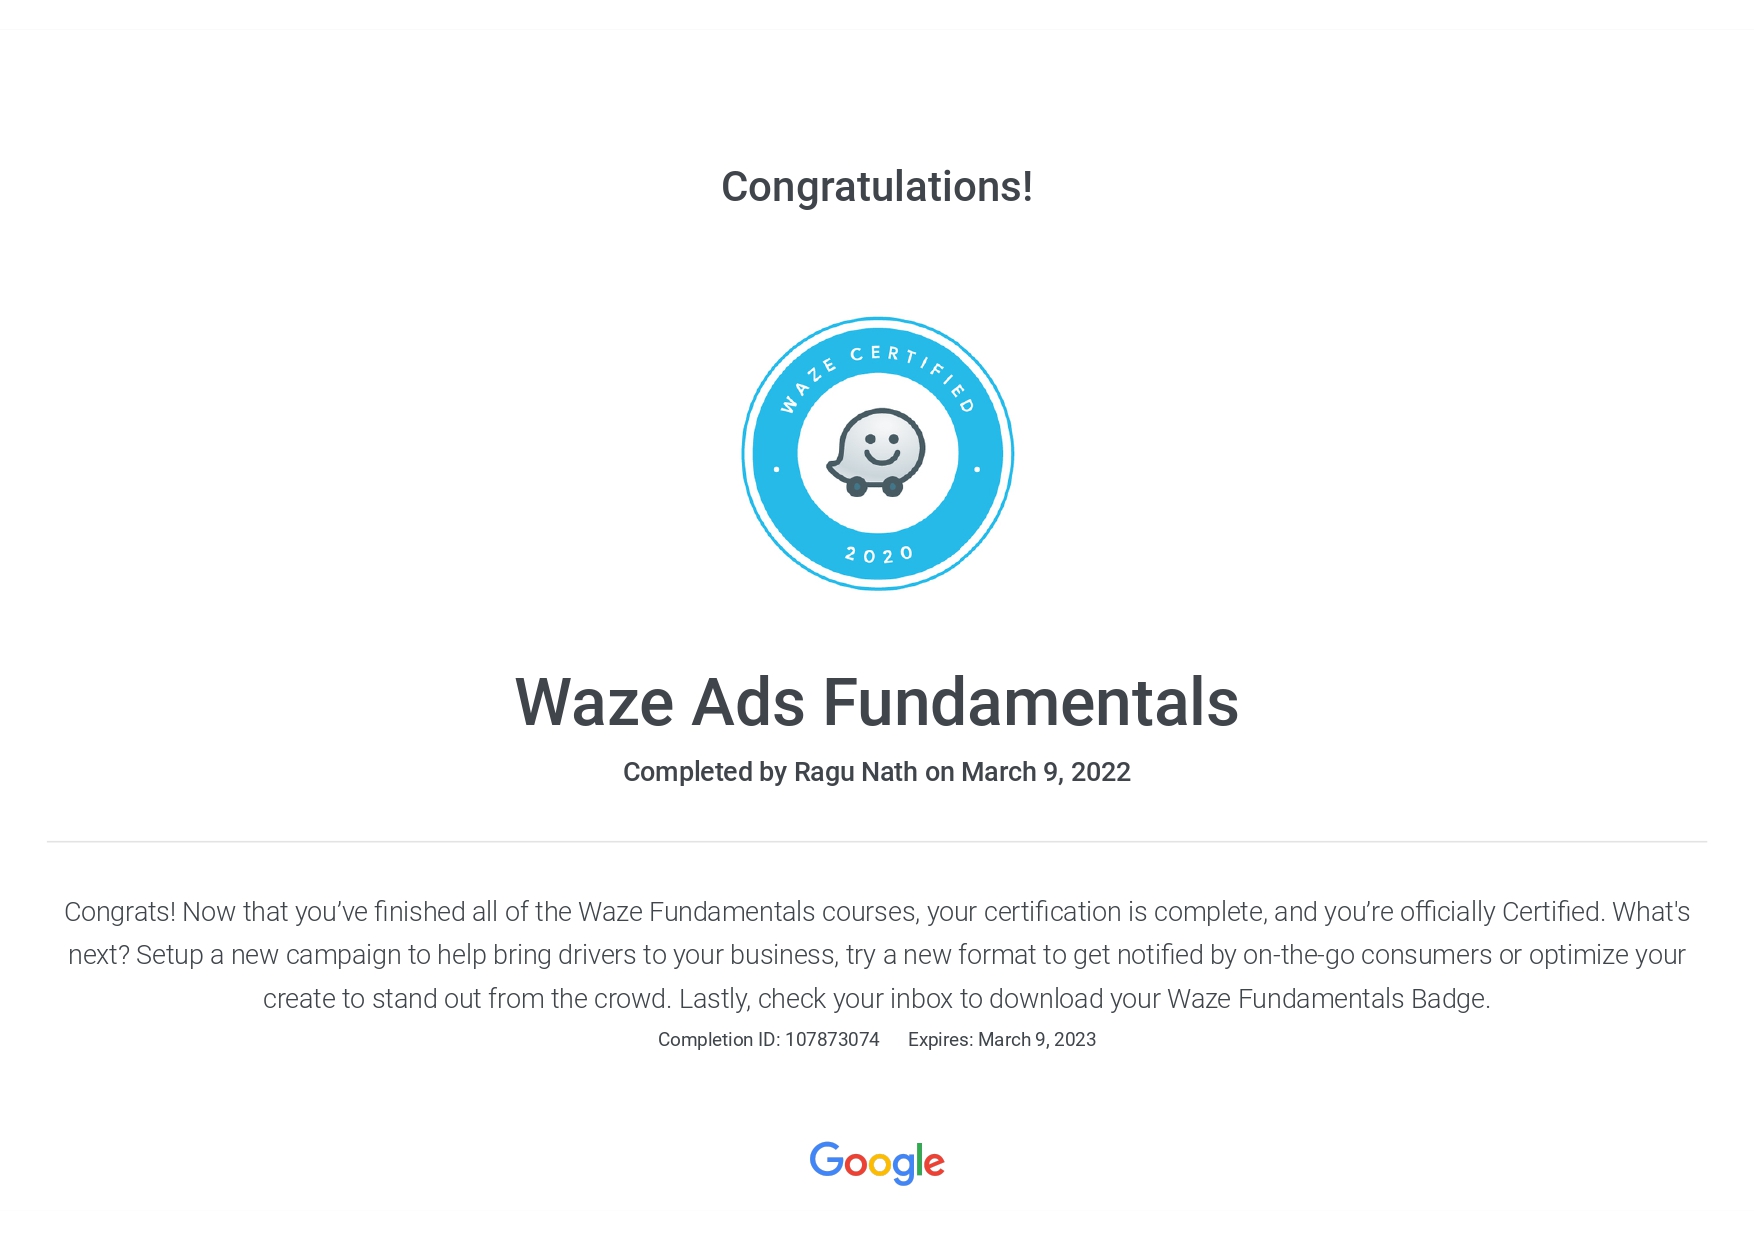 Congratulations!
WAZE CERTIFIED
2020
Waze Ads Fundamentals
Completed by Ragu Nath on March 9, 2022
Congrats! Now that you’ve finished all of the Waze Fundamentals courses, your certification is complete, and you’re officially Certified. What's
next? Setup a new campaign to help bring drivers to your business, try a new format to get notified by on-the-go consumers or optimize your
create to stand out from the crowd. Lastly, check your inbox to download your Waze Fundamentals Badge.
Completion ID: 107873074 Expires: March 9, 2023
Google